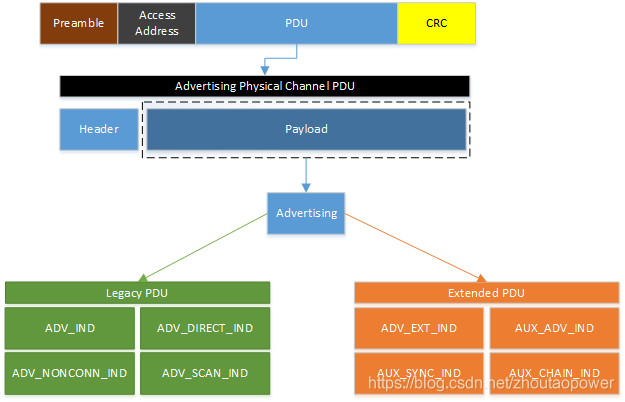 Preamble
Access
Address
PDU
CRC
Advertising Physical Channel PDU
Header
Payload
Advertising
Legacy PDU
ADV_IND
ADV_DIRECT_IND
ADV_NONCONN_IND
ADV_SCAN_IND
Extended PDU
ADV_EXT_IND
AUX_ADV_IND
AUX_SYNC_IND
AUX_CHAIN_IND
https://blog.csdn.net/zhoutaopower